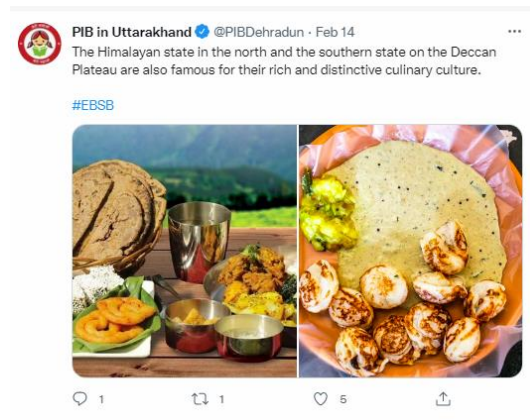 PIB in Uttarakhand @PIBDehradun · Feb 14
The Himalayan state in the north and the southern state on the Deccan
Plateau are also famous for their rich and distinctive culinary culture.
#EBSB
1 1 5